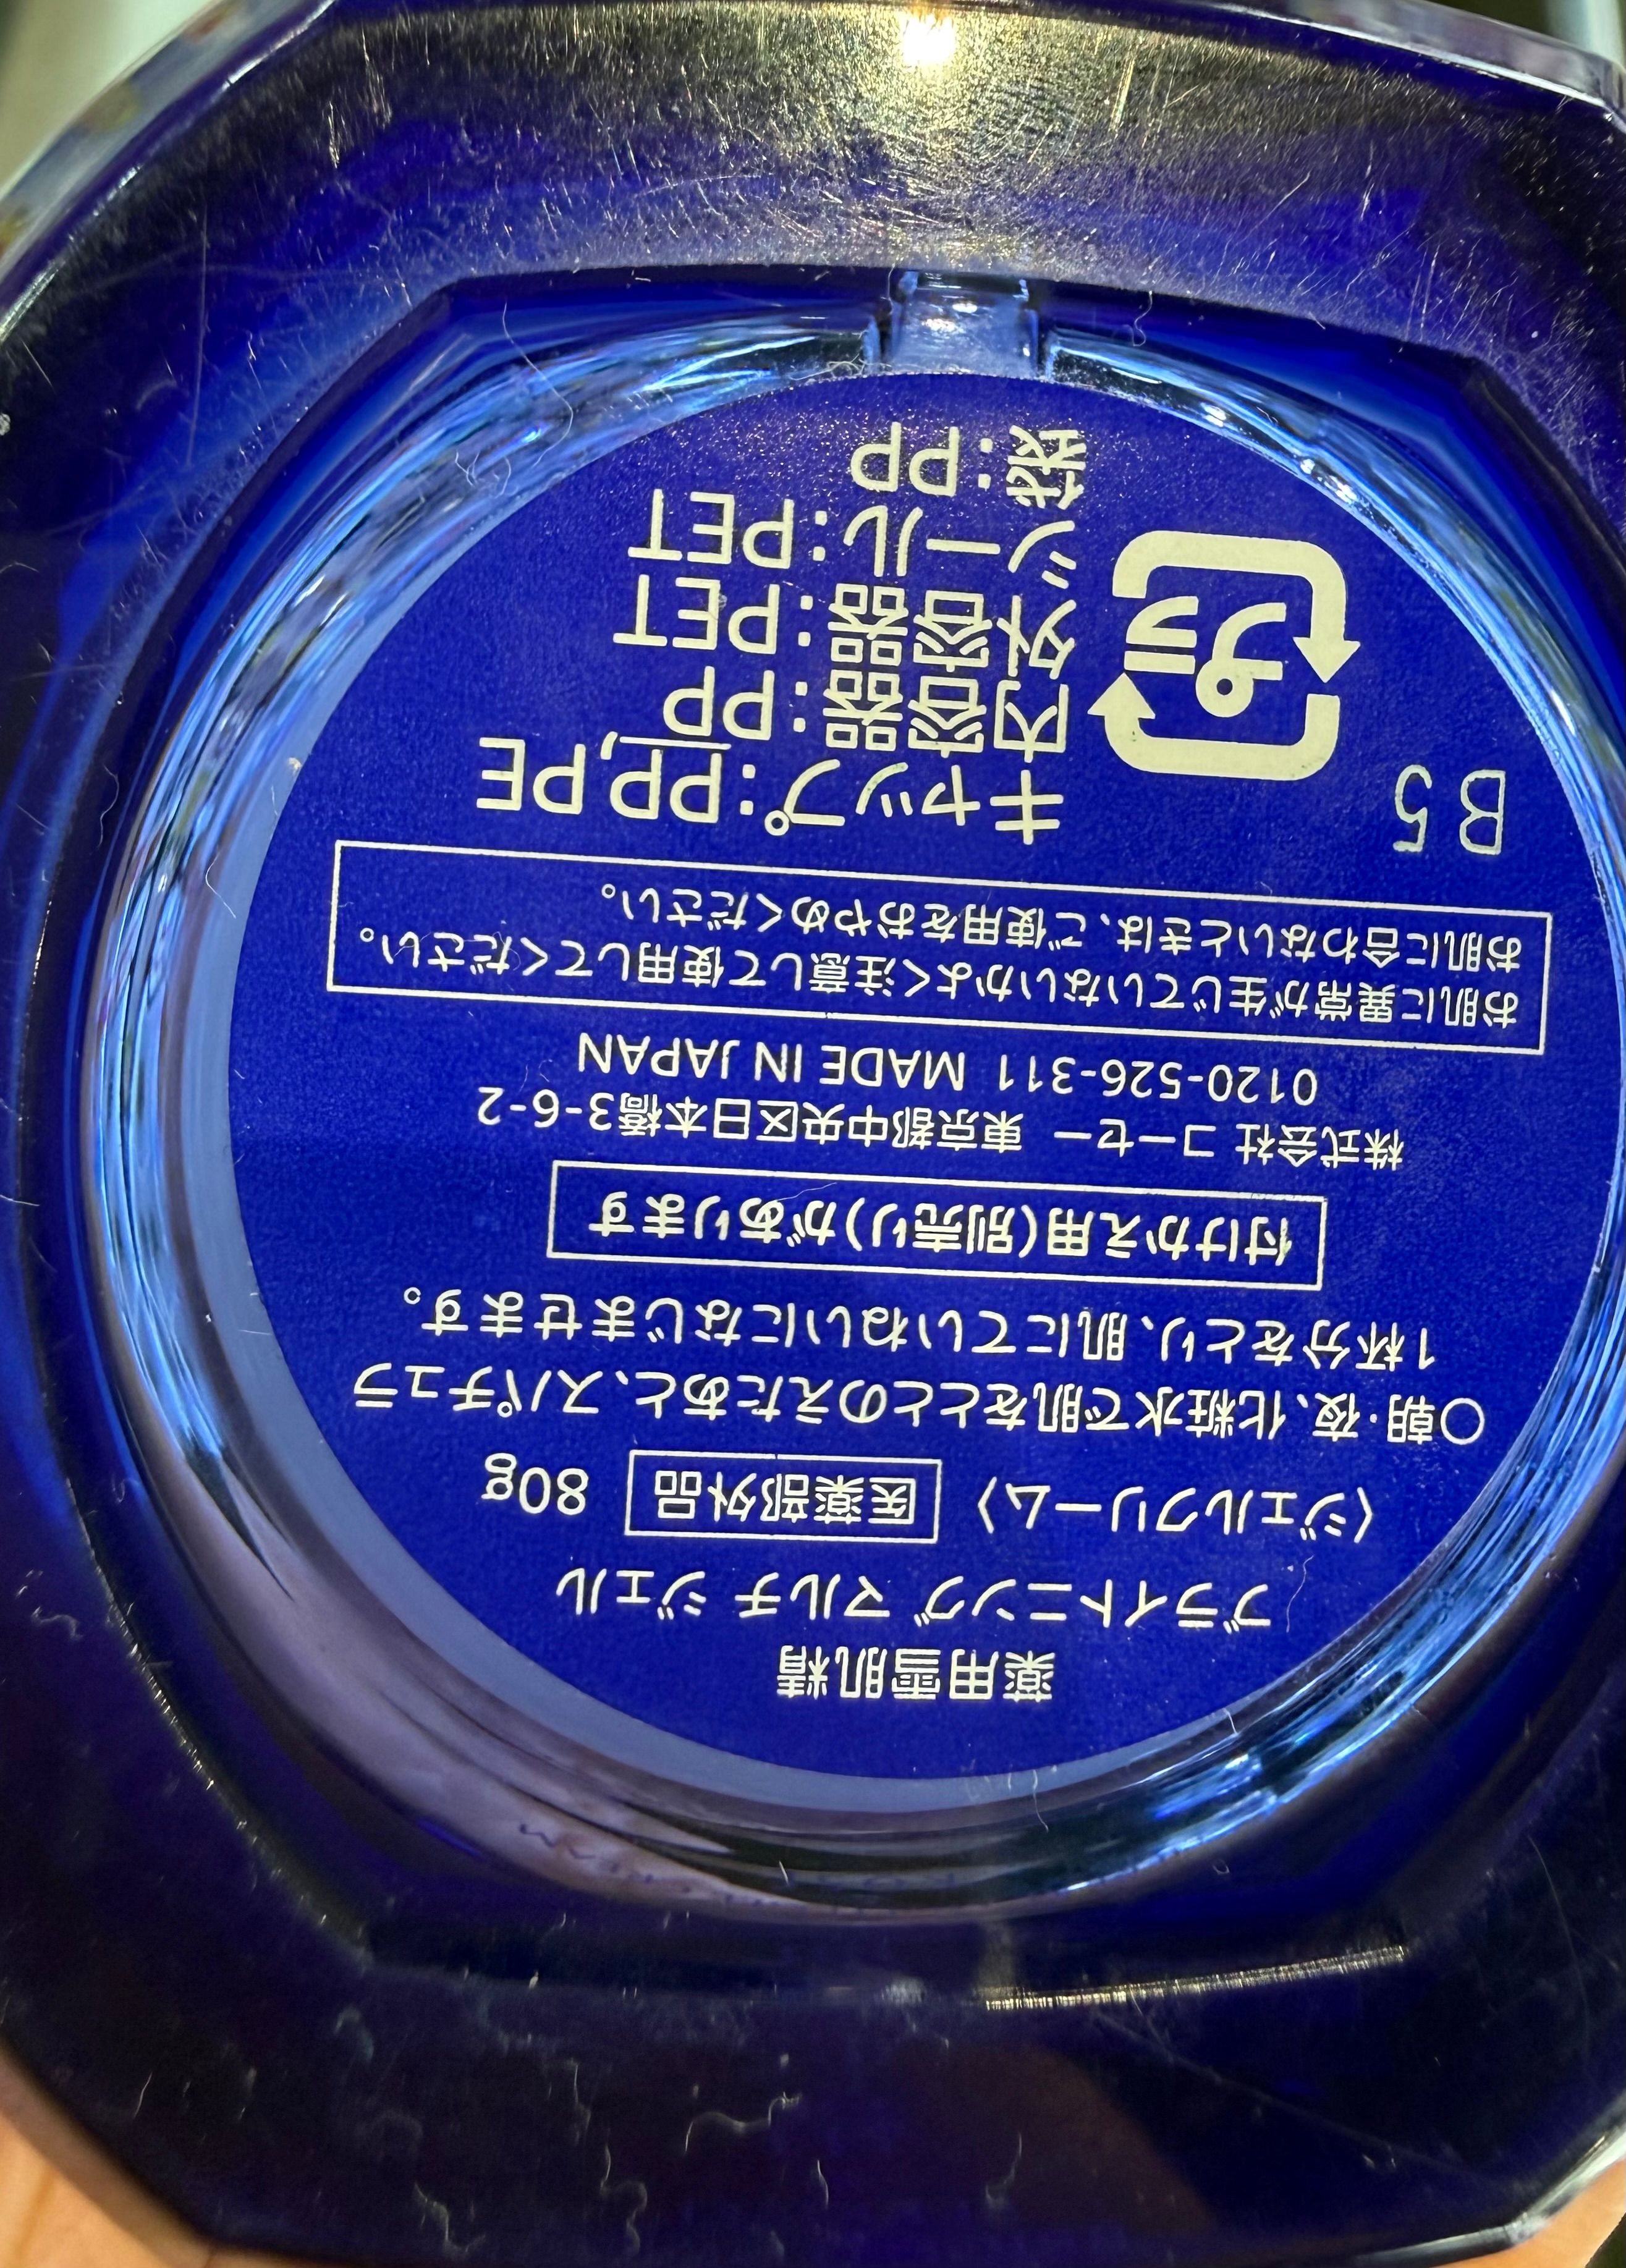 薬用雪肌精
ブライトニング マルチ ジェル
〈ジェルクリーム〉 医薬部外品 80g
○朝・夜、化粧水で肌をととのえたあと、スパチュラ
1杯分をとり、肌にていねいになじませます。
付けかえ用(別売り)があります
株式会社 コーセー 東京都中央区日本橋3-6-2
0120-526-311 MADE IN JAPAN
お肌に異常が生じていないかよく注意して使用してください。
お肌に合わないときは、ご使用をおやめください。
B5
プラ
キャップ:PP,PE
内容器:PP
外容器:PET
シール:PET
袋:PP